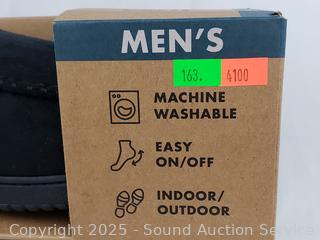 MEN'S
163. 4100
MACHINE
WASHABLE
EASY
ON/OFF
INDOOR/
OUTDOOR
Copyright 2025 - Sound Auction Service